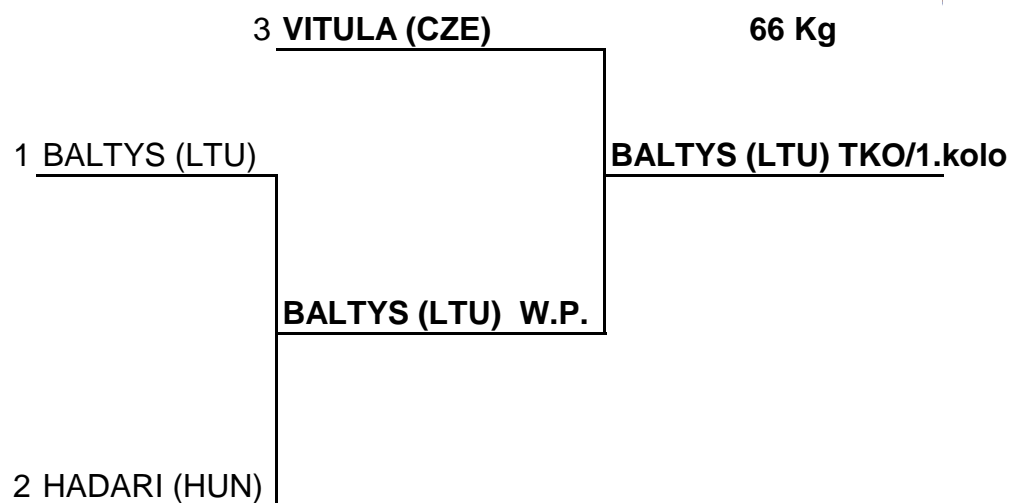 3 VITULA (CZE) 66 Kg
1 BALTYS (LTU) BALTYS (LTU) TKO/1.kolo
BALTYS (LTU) W.P.
2 HADARI (HUN)